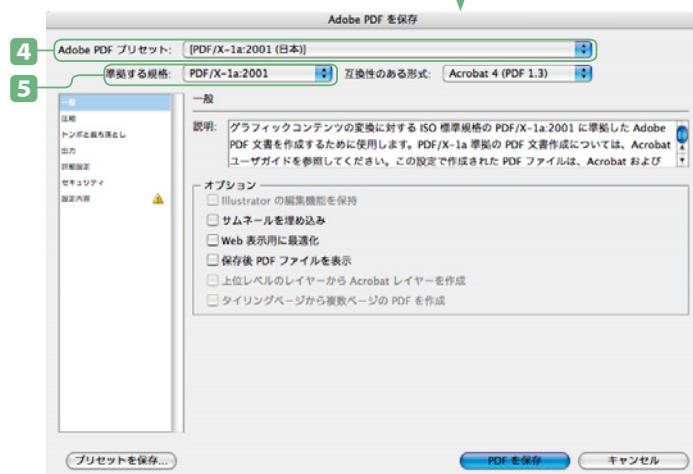 Adobe PDF を保存
4
Adobe PDF プリセット: [PDF/X-1a:2001 (日本)]
5
準拠する規格: PDF/X-1a:2001 互換性のある形式: Acrobat 4 (PDF 1.3)
一般
圧縮
トンボと裁ち落とし
出力
詳細設定
セキュリティ
設定内容
一般
説明: グラフィックコンテンツの変換に対する ISO 標準規格の PDF/X-1a:2001 に準拠した Adobe
PDF 文書を作成するために使用します。PDF/X-1a 準拠の PDF 文書作成については、Acrobat
ユーザガイドを参照してください。この設定で作成された PDF ファイルは、Acrobat および
オプション
Illustrator の編集機能を保持
サムネールを埋め込み
Web 表示用に最適化
保存後 PDF ファイルを表示
上位レベルのレイヤーから Acrobat レイヤーを作成
タイリングページから複数ページの PDF を作成
プリセットを保存... PDF を保存 キャンセル